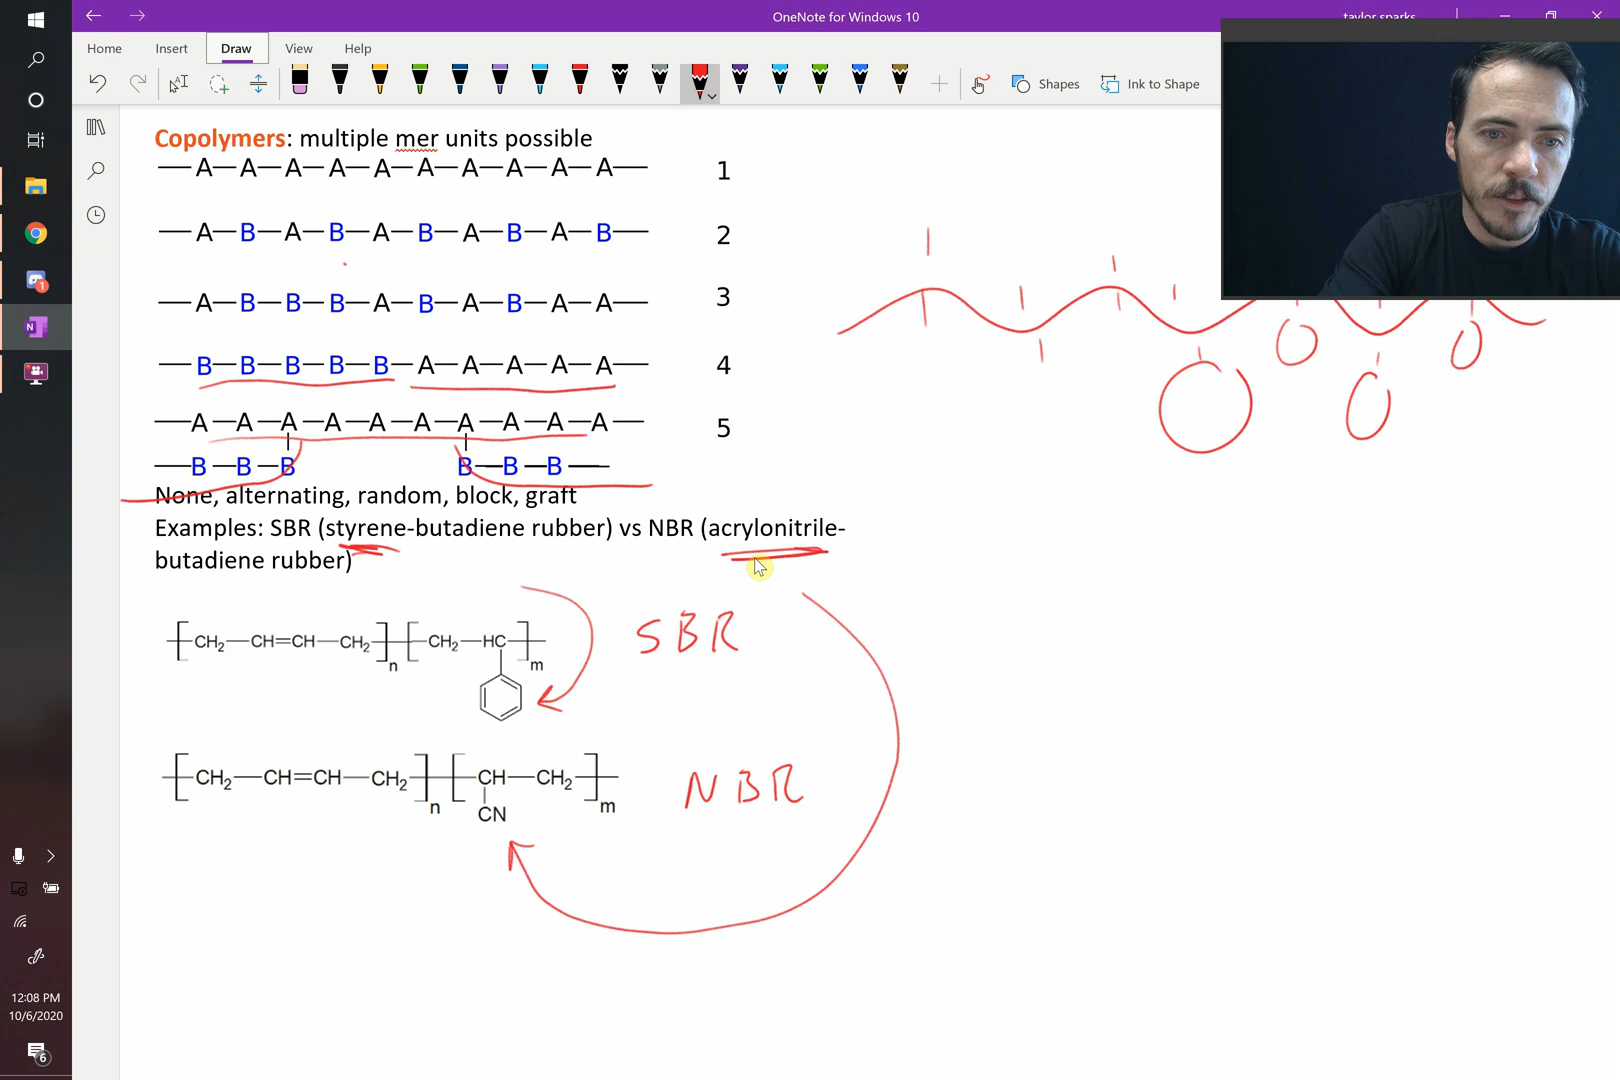 OneNote for Windows 10
taylor sparks
Home Insert Draw View Help
Shapes Ink to Shape
Copolymers: multiple mer units possible
—A—A—A—A—A—A—A—A—A—A— 1
—A—B—A—B—A—B—A—B—A—B 2
—A—B—B—B—A—B—A—B—A—A— 3
—B—B—B—B—B—A—A—A—A—A— 4
—A—A—A—A—A—A—A—A—A—A— 5
—B—B—B B—B—B—
None, alternating, random, block, graft
Examples: SBR (styrene-butadiene rubber) vs NBR (acrylonitrile-
butadiene rubber)
[CH₂—CH=CH—CH₂]n[CH₂—HC]m SBR
[CH₂—CH=CH—CH₂]n[CH—CH₂]m NBR
CN
12:08 PM
10/6/2020
1
6